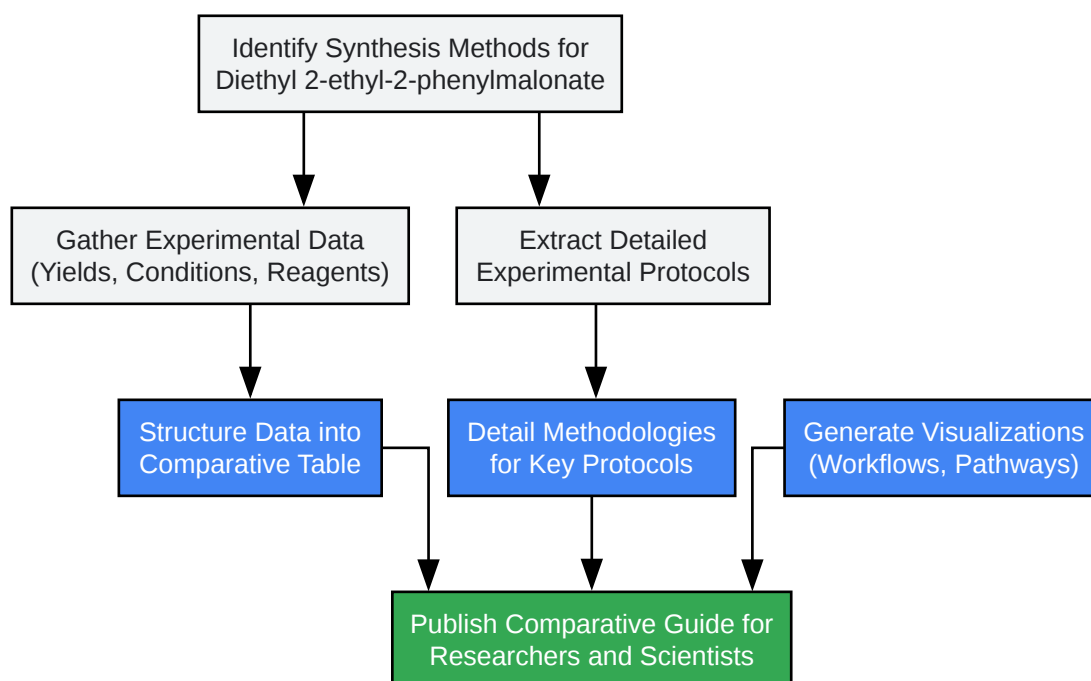 Identify Synthesis Methods for
Diethyl 2-ethyl-2-phenylmalonate
Gather Experimental Data
(Yields, Conditions, Reagents)
Extract Detailed
Experimental Protocols
Structure Data into
Comparative Table
Detail Methodologies
for Key Protocols
Generate Visualizations
(Workflows, Pathways)
Publish Comparative Guide for
Researchers and Scientists